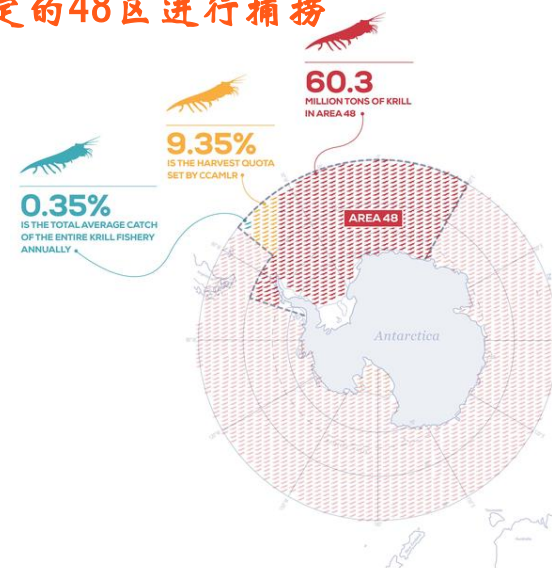 定的48区进行捕捞
60.3
MILLION TONS OF KRILL
IN AREA 48
9.35%
IS THE HARVEST QUOTA
SET BY CCAMLR
0.35%
IS THE TOTAL AVERAGE CATCH
OF THE ENTIRE KRILL FISHERY
ANNUALLY
AREA 48
Antarctica